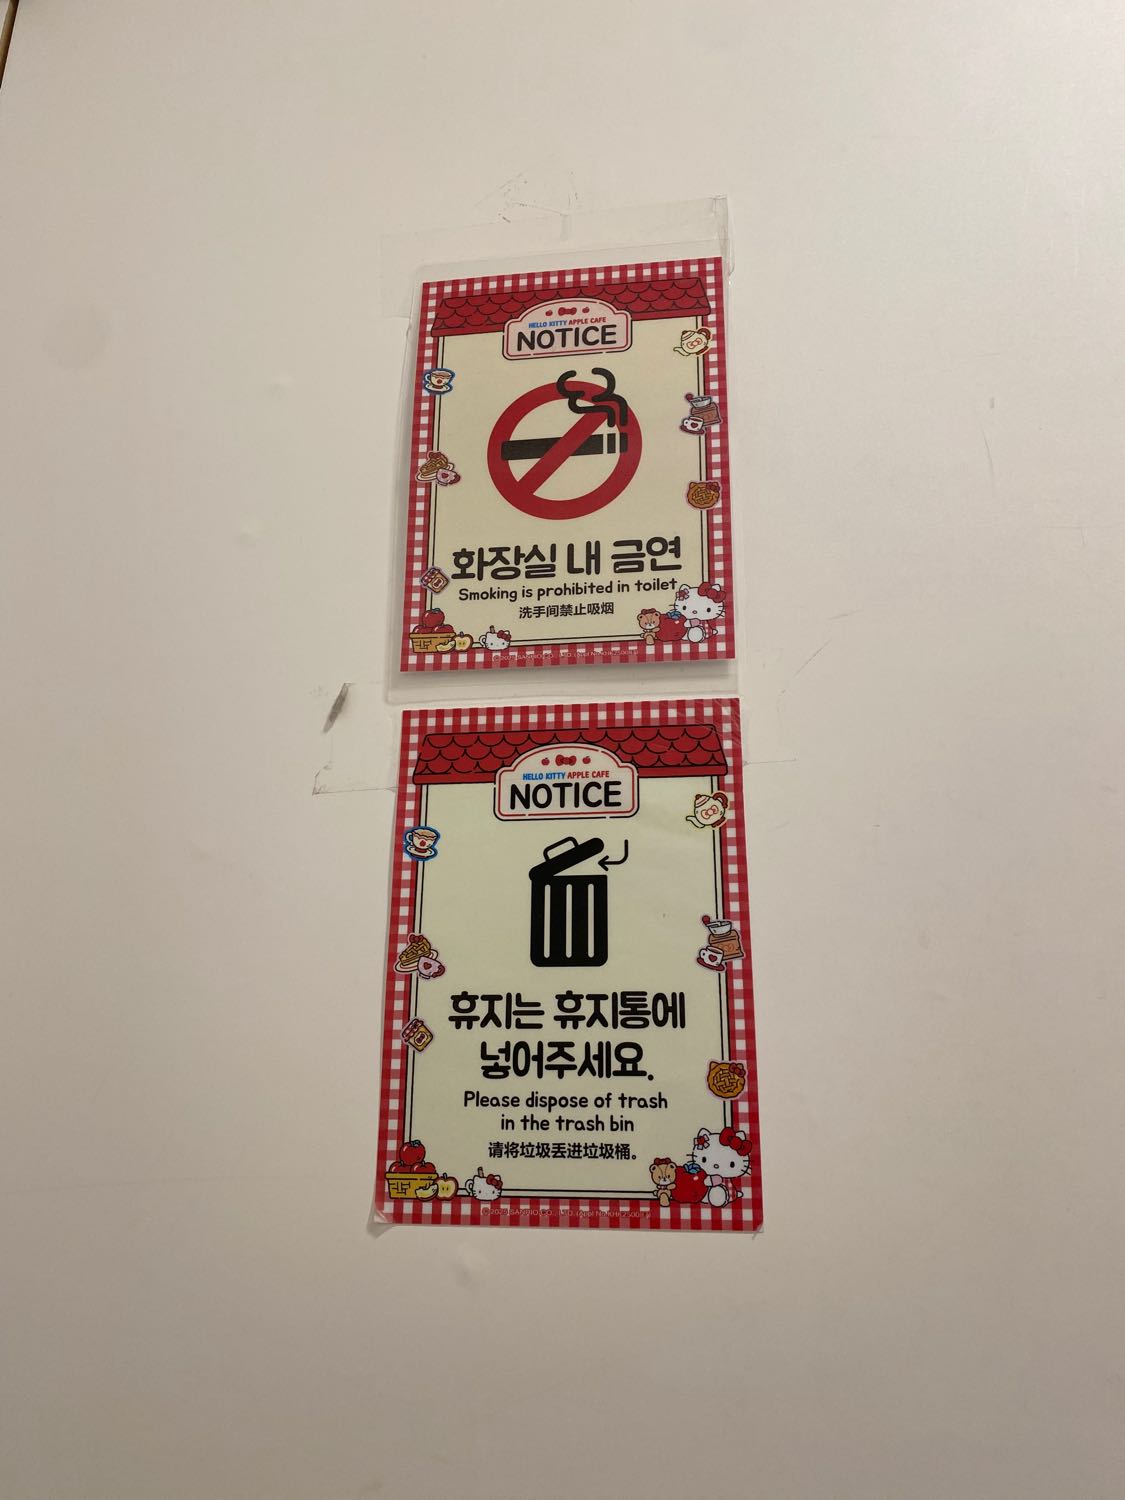 HELLO KITTY APPLE CAFE
NOTICE
화장실 내 금연
Smoking is prohibited in toilet
洗手间禁止吸烟
HELLO KITTY APPLE CAFE
NOTICE
휴지는 휴지통에
넣어주세요.
Please dispose of trash
in the trash bin
请将垃圾丢进垃圾桶。
SANRIO CO., LTD.